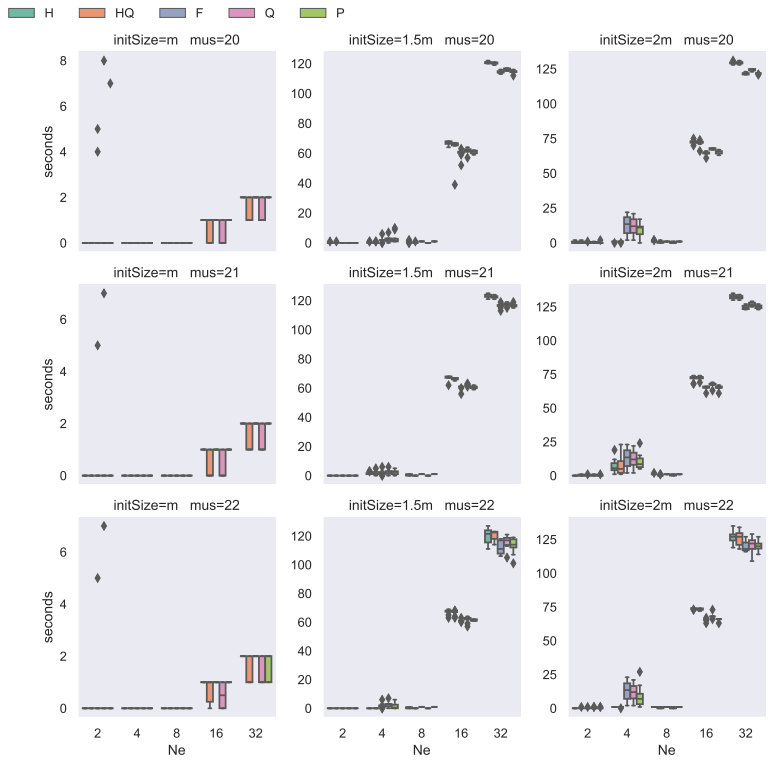 H HQ F Q P
initSize=m mus=20
initSize=1.5m mus=20
initSize=2m mus=20
seconds
8
6
4
2
0
120
100
80
60
40
20
0
125
100
75
50
25
0
initSize=m mus=21
initSize=1.5m mus=21
initSize=2m mus=21
seconds
6
4
2
0
120
100
80
60
40
20
0
125
100
75
50
25
0
initSize=m mus=22
initSize=1.5m mus=22
initSize=2m mus=22
seconds
6
4
2
0
120
100
80
60
40
20
0
125
100
75
50
25
0
2 4 8 16 32
2 4 8 16 32
2 4 8 16 32
Ne
Ne
Ne